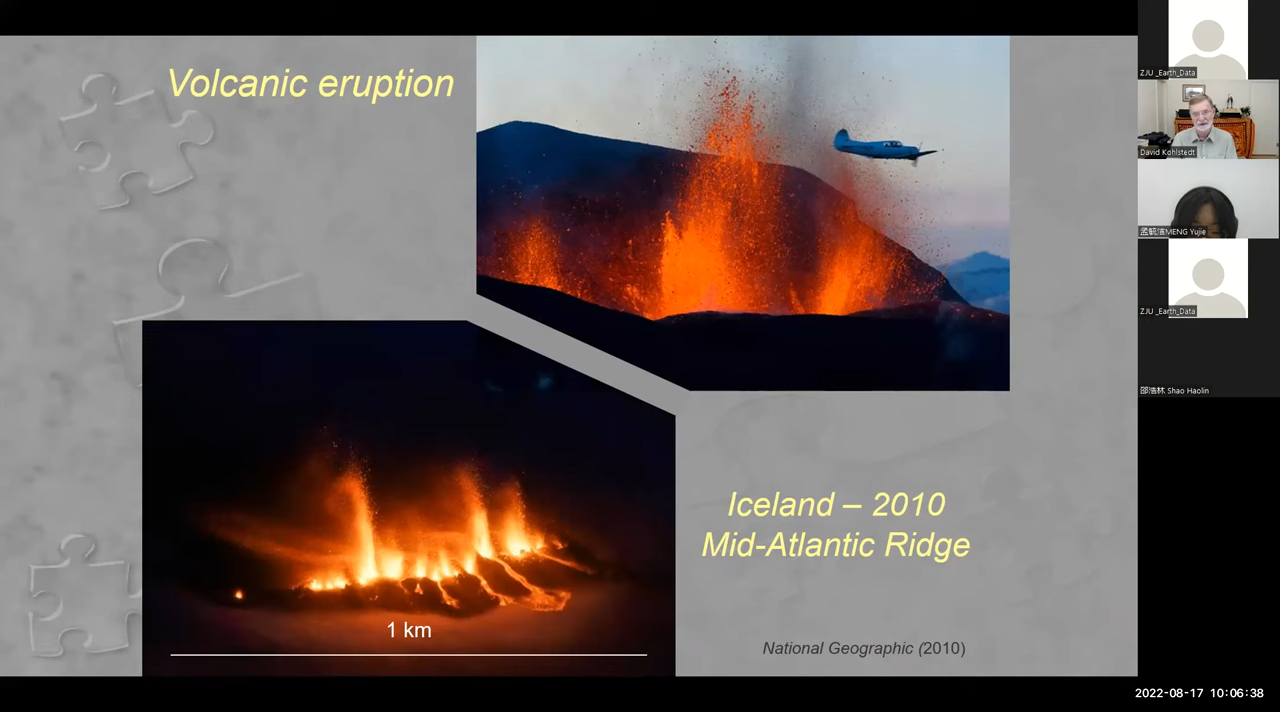 Volcanic eruption
Iceland – 2010
Mid-Atlantic Ridge
1 km
National Geographic (2010)
ZJU _Earth_Data
David Kohlstedt
孟毓洁MENG Yujie
ZJU _Earth_Data
邵浩林 Shao Haolin
2022-08-17 10:06:38